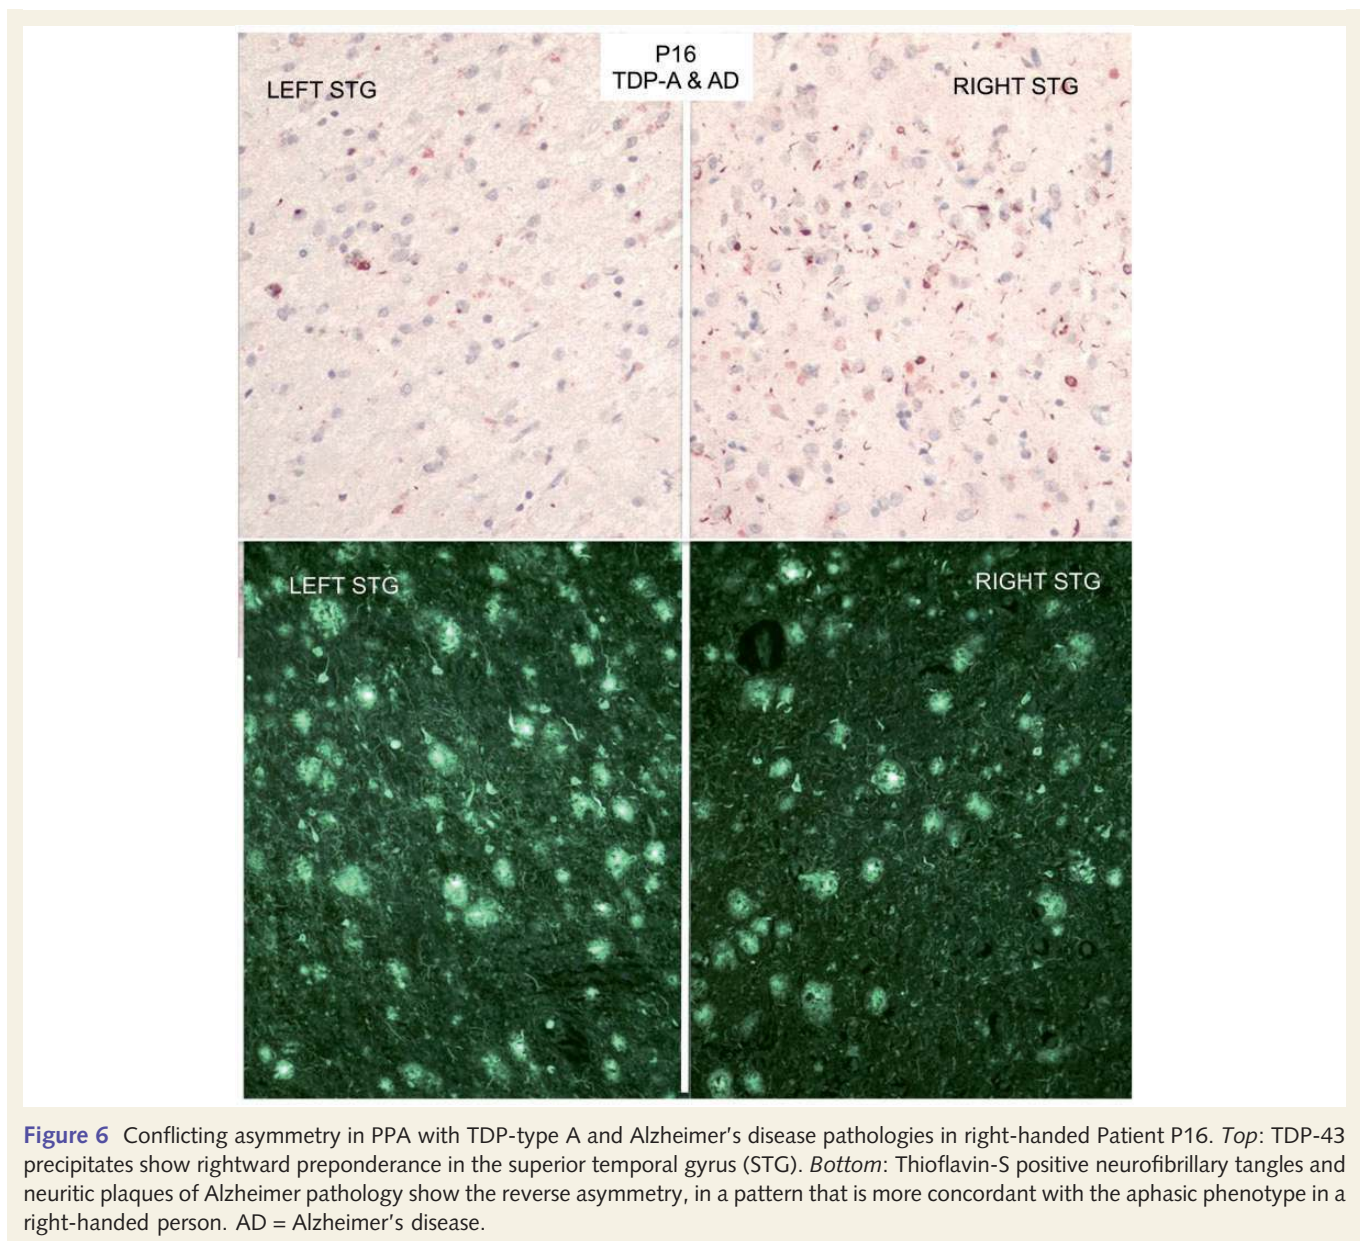 P16
TDP-A & AD
LEFT STG
RIGHT STG
LEFT STG
RIGHT STG
Figure 6 Conflicting asymmetry in PPA with TDP-type A and Alzheimer's disease pathologies in right-handed Patient P16. Top: TDP-43
precipitates show rightward preponderance in the superior temporal gyrus (STG). Bottom: Thioflavin-S positive neurofibrillary tangles and
neuritic plaques of Alzheimer pathology show the reverse asymmetry, in a pattern that is more concordant with the aphasic phenotype in a
right-handed person. AD = Alzheimer's disease.